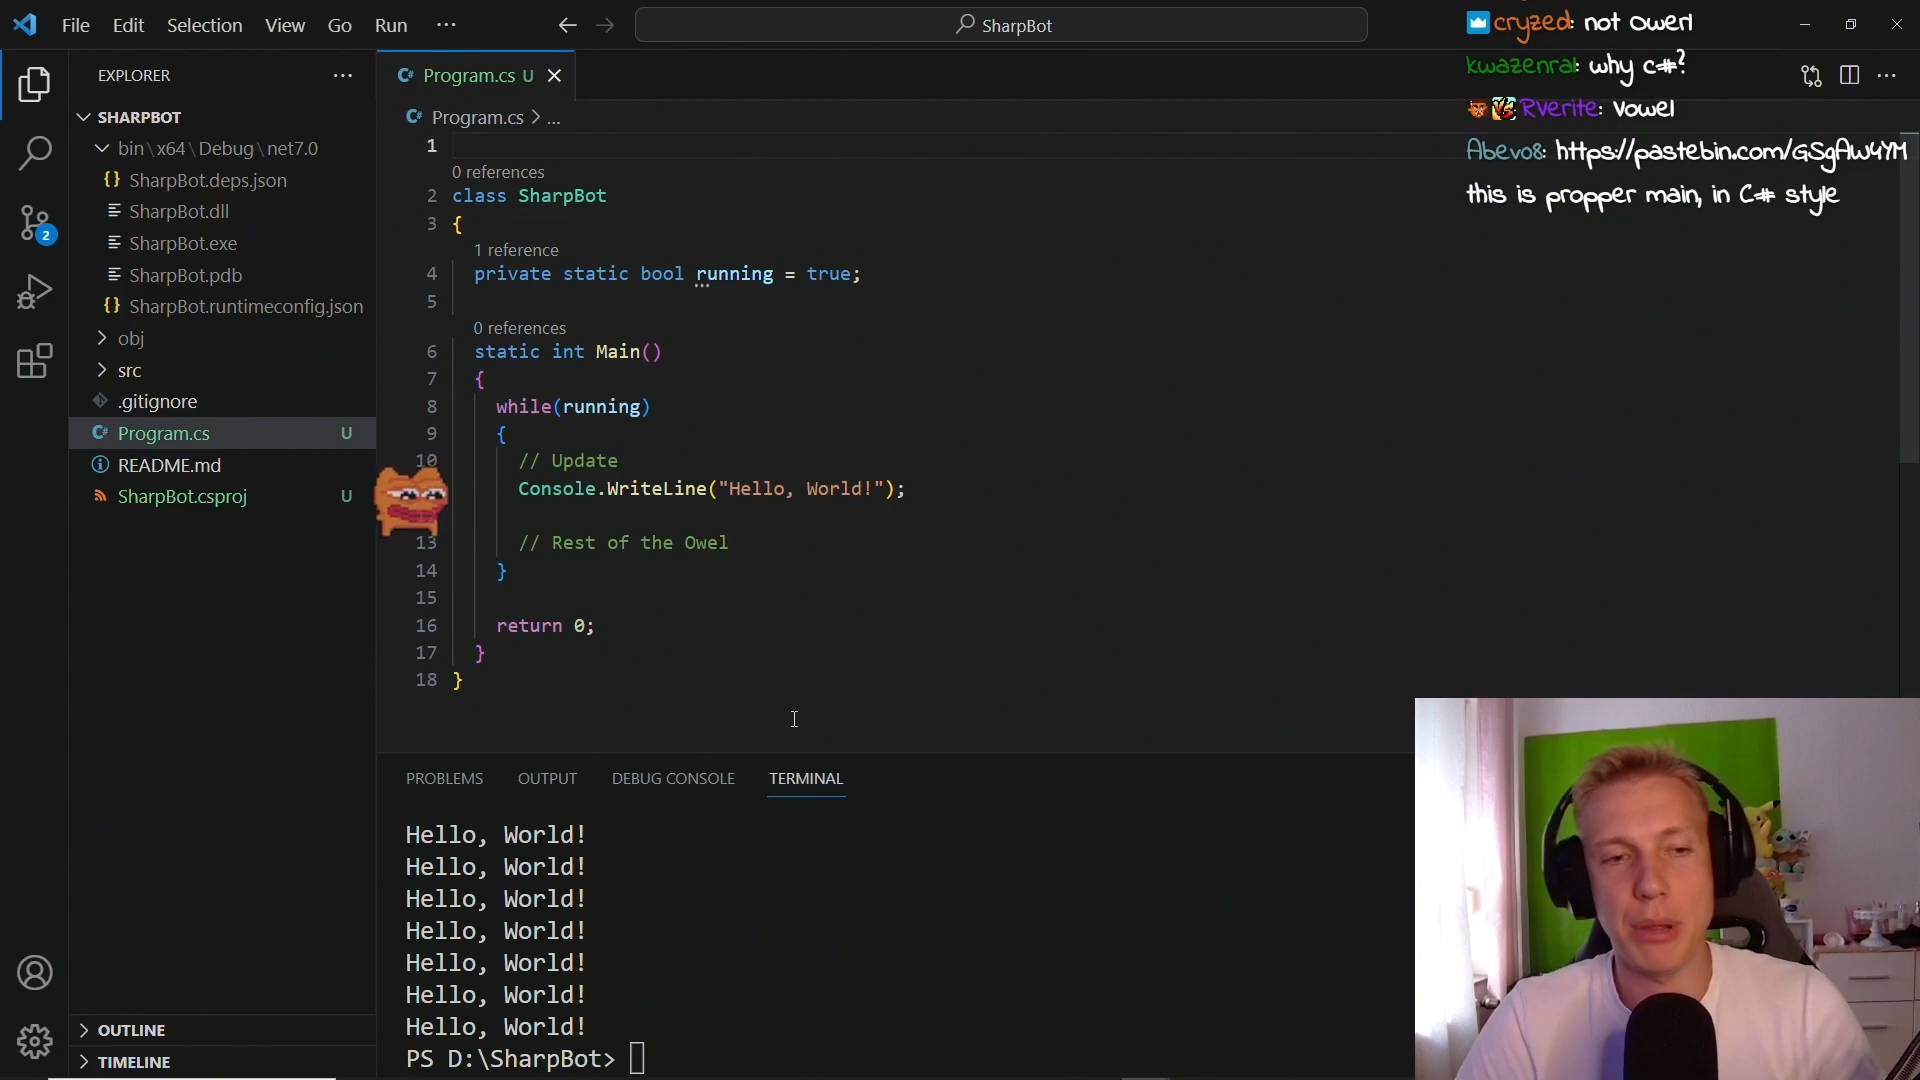 File Edit Selection View Go Run ··· SharpBot
cryzed: not Ower!
kwazenral: why c#?
RVerite: Vowel
Abevo8: https://pastebin.com/GSgAw4YM
this is propper main, in C# style
EXPLORER ···
SHARPBOT
bin\x64\Debug\net7.0
{} SharpBot.deps.json
SharpBot.dll
SharpBot.exe
SharpBot.pdb
{} SharpBot.runtimeconfig.json
obj
src
.gitignore
C# Program.cs U
README.md
SharpBot.csproj U
2
OUTLINE
TIMELINE
C# Program.cs U
C# Program.cs > ...
1
0 references
2 class SharpBot
3 {
1 reference
4 private static bool running = true;
5
0 references
6 static int Main()
7 {
8 while(running)
9 {
10 // Update
Console.WriteLine("Hello, World!");
13 // Rest of the Owel
14 }
15
16 return 0;
17 }
18 }
PROBLEMS OUTPUT DEBUG CONSOLE TERMINAL
Hello, World!
Hello, World!
Hello, World!
Hello, World!
Hello, World!
Hello, World!
Hello, World!
PS D:\SharpBot>